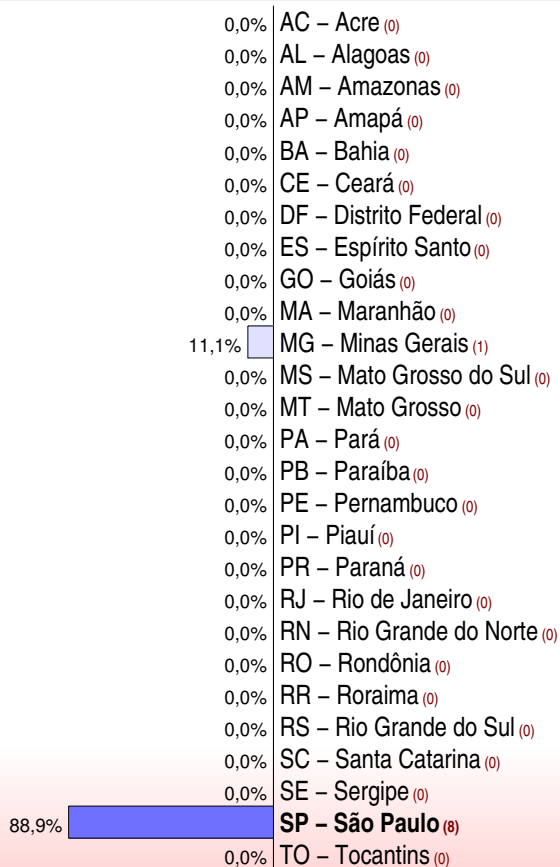 0,0% AC – Acre (0)
0,0% AL – Alagoas (0)
0,0% AM – Amazonas (0)
0,0% AP – Amapá (0)
0,0% BA – Bahia (0)
0,0% CE – Ceará (0)
0,0% DF – Distrito Federal (0)
0,0% ES – Espírito Santo (0)
0,0% GO – Goiás (0)
0,0% MA – Maranhão (0)
11,1% MG – Minas Gerais (1)
0,0% MS – Mato Grosso do Sul (0)
0,0% MT – Mato Grosso (0)
0,0% PA – Pará (0)
0,0% PB – Paraíba (0)
0,0% PE – Pernambuco (0)
0,0% PI – Piauí (0)
0,0% PR – Paraná (0)
0,0% RJ – Rio de Janeiro (0)
0,0% RN – Rio Grande do Norte (0)
0,0% RO – Rondônia (0)
0,0% RR – Roraima (0)
0,0% RS – Rio Grande do Sul (0)
0,0% SC – Santa Catarina (0)
0,0% SE – Sergipe (0)
88,9% SP – São Paulo (8)
0,0% TO – Tocantins (0)